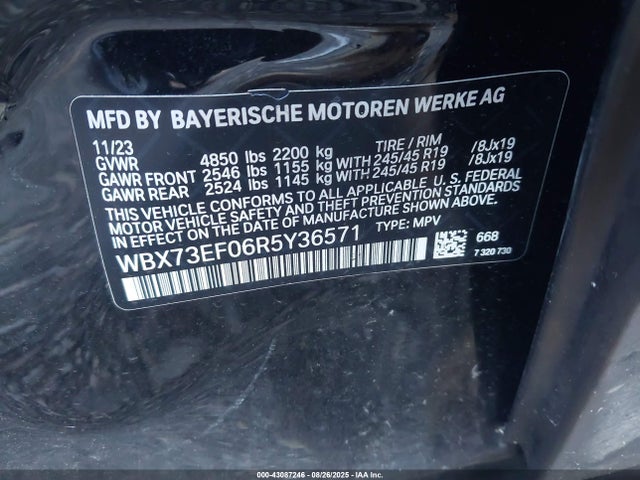 MFD BY BAYERISCHE MOTOREN WERKE AG
11/23 TIRE / RIM
GVWR 4850 lbs 2200 kg
GAWR FRONT 2546 lbs 1155 kg WITH 245/45 R19 /8Jx19
GAWR REAR 2524 lbs 1145 kg WITH 245/45 R19 /8Jx19
THIS VEHICLE CONFORMS TO ALL APPLICABLE U. S. FEDERAL
MOTOR VEHICLE SAFETY AND THEFT PREVENTION STANDARDS
IN EFFECT ON THE DATE OF MANUFACTURE SHOWN ABOVE.
WBX73EF06R5Y36571 TYPE: MPV
668
7 320 730
000-43087246 - 08/26/2025 - IAA Inc.